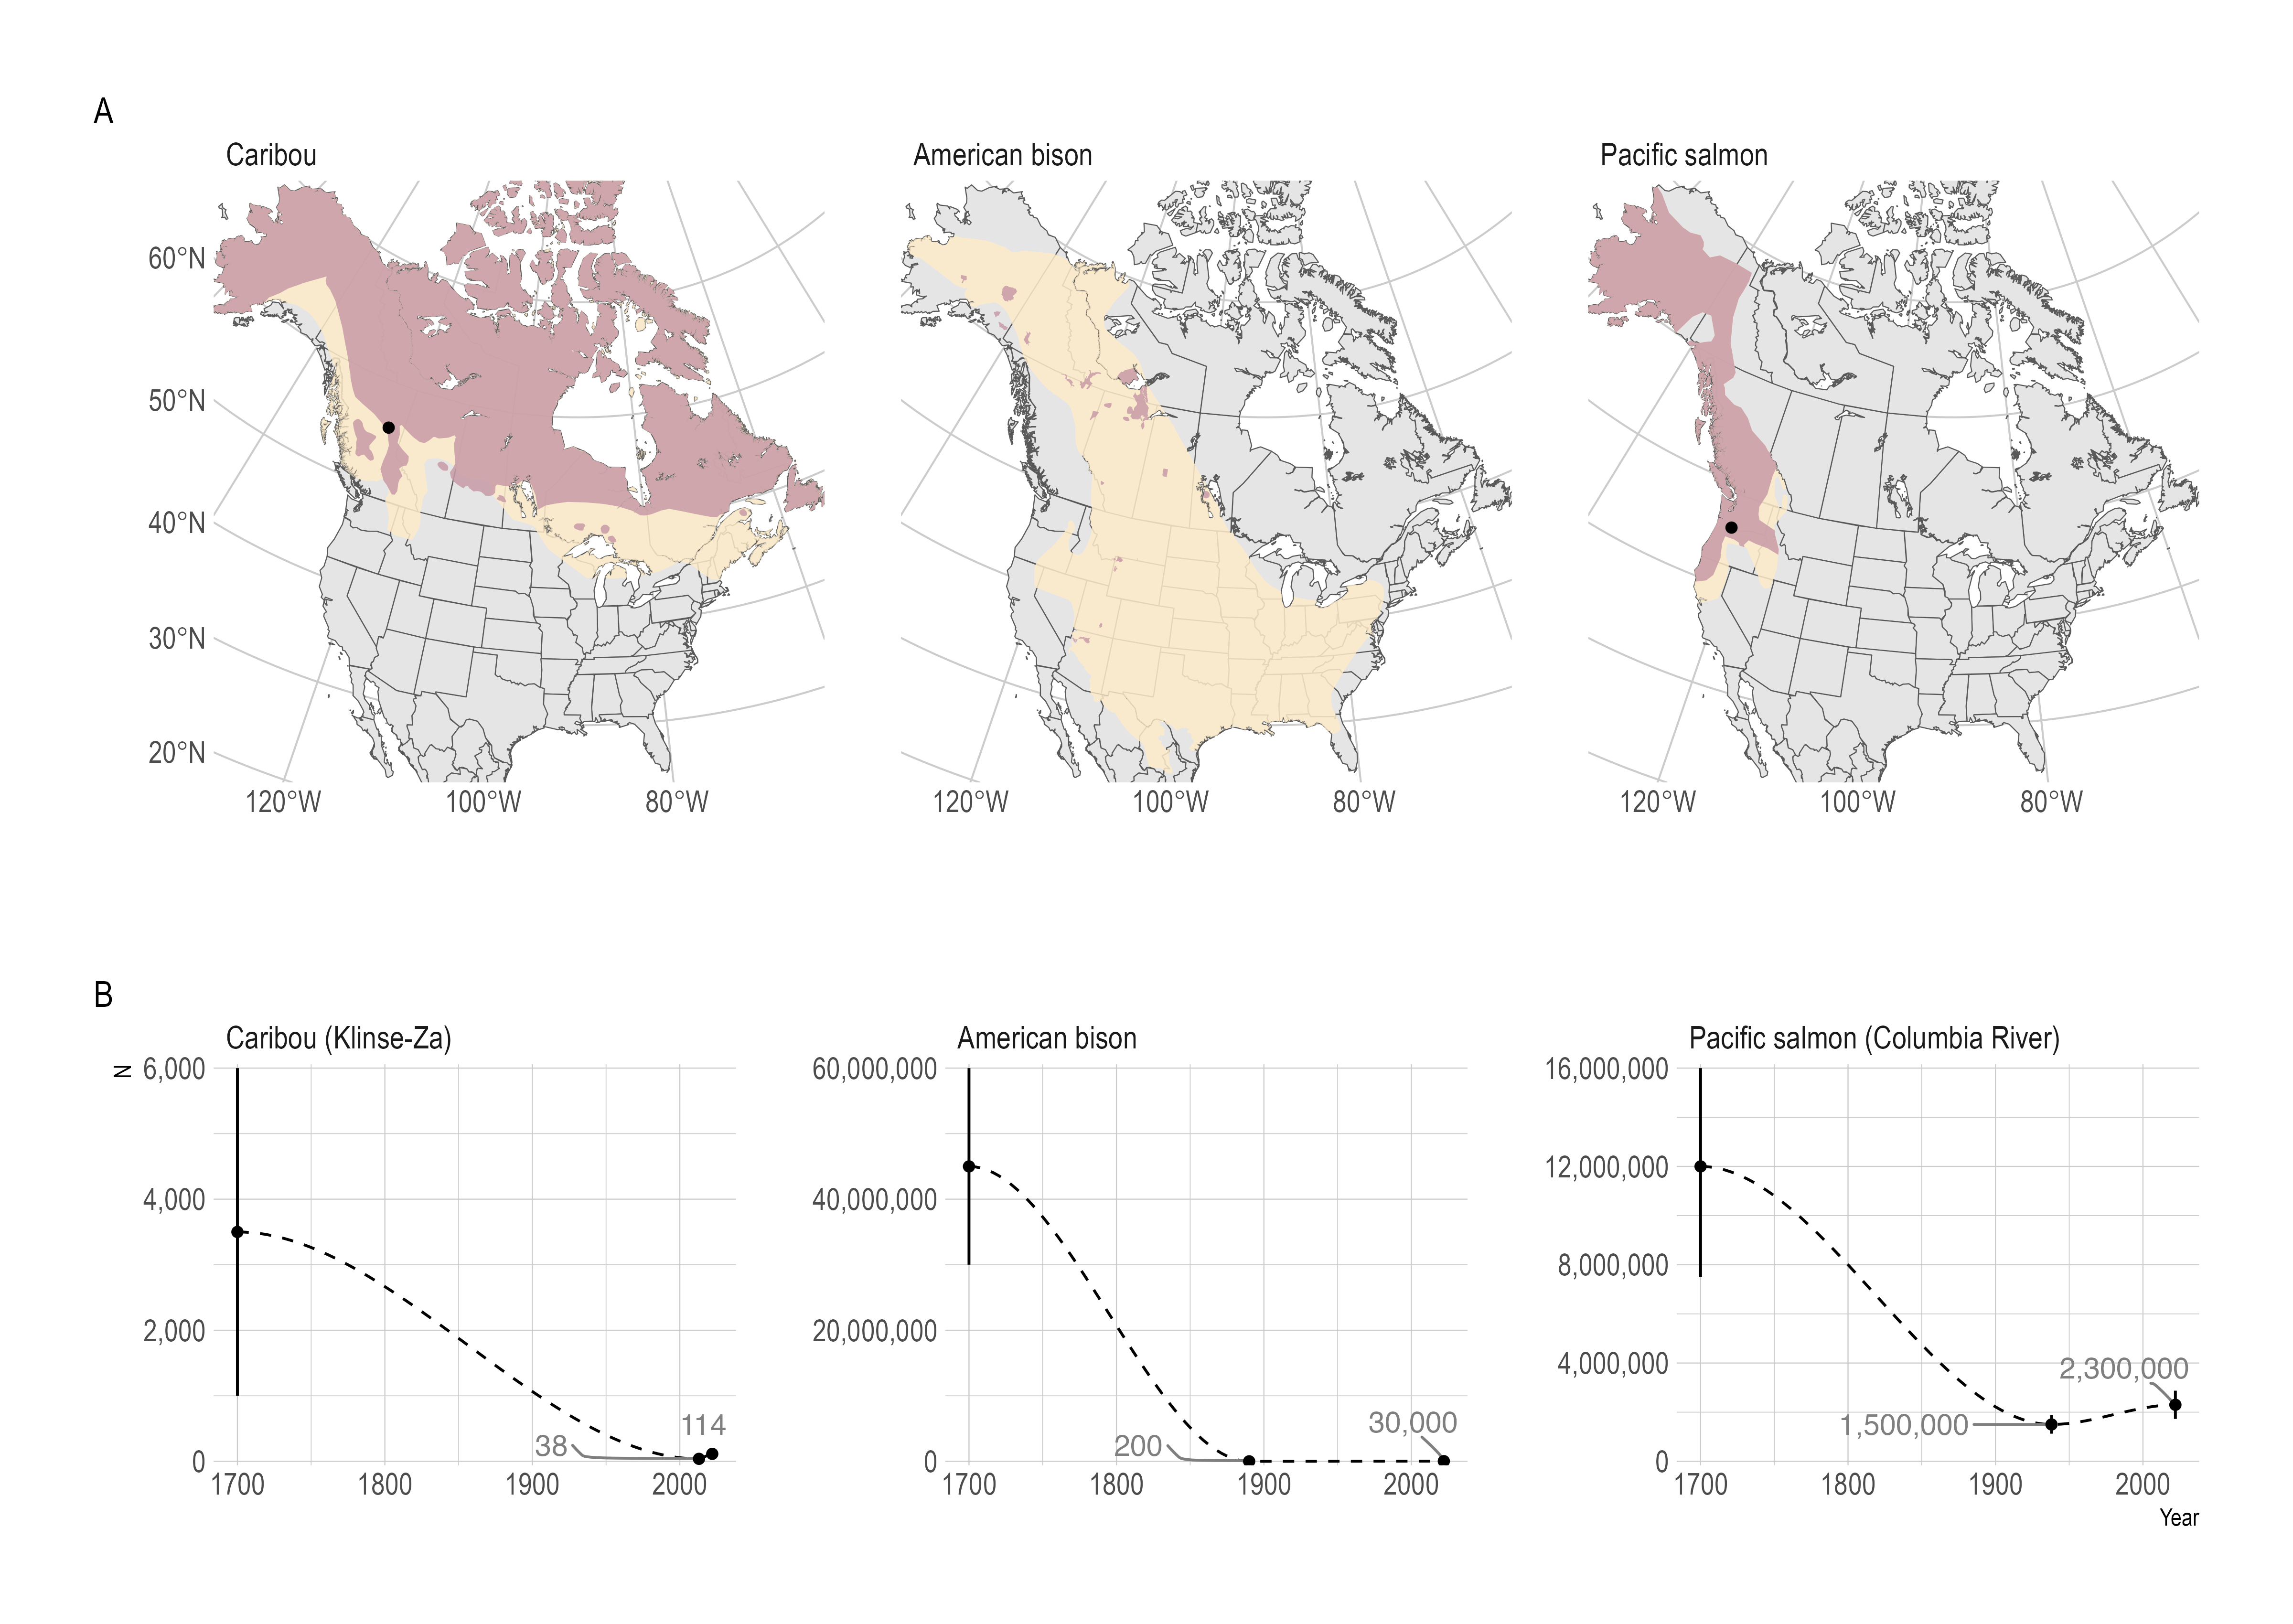 A
Caribou
American bison
Pacific salmon
60°N
50°N
40°N
30°N
20°N
120°W 100°W 80°W
120°W 100°W 80°W
120°W 100°W 80°W
B
Caribou (Klinse-Za)
N
6,000
4,000
2,000
0
38
114
1700 1800 1900 2000
American bison
60,000,000
40,000,000
20,000,000
0
200
30,000
1700 1800 1900 2000
Pacific salmon (Columbia River)
16,000,000
12,000,000
8,000,000
4,000,000
0
2,300,000
1,500,000
1700 1800 1900 2000
Year